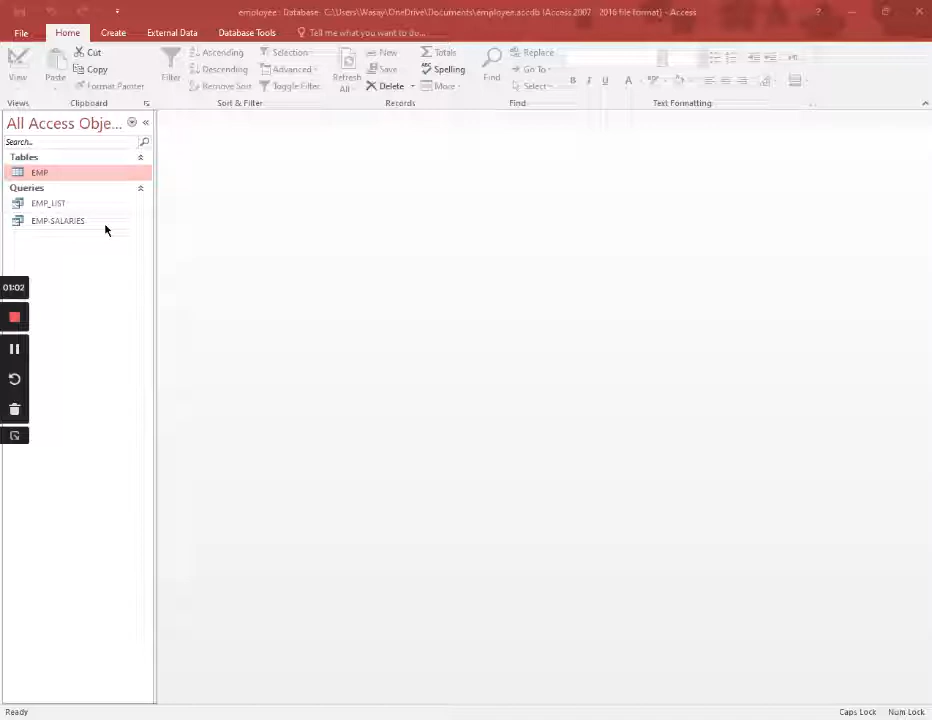 employee : Database- C:\Users\Wasay\OneDrive\Documents\employee.accdb (Access 2007 - 2016 file format) - Access ?
File Home Create External Data Database Tools Tell me what you want to do...
View
Paste
Cut
Copy
Format Painter
Filter
Ascending
Descending
Remove Sort
Selection
Advanced
Toggle Filter
Refresh
All
New
Save
Delete
Totals
Spelling
More
Find
Replace
Go To
Select
B I U A
Views Clipboard Sort & Filter Records Find Text Formatting
All Access Obje...
Search...
Tables
EMP
Queries
EMP_LIST
EMP-SALARIES
01:02
Ready Caps Lock Num Lock